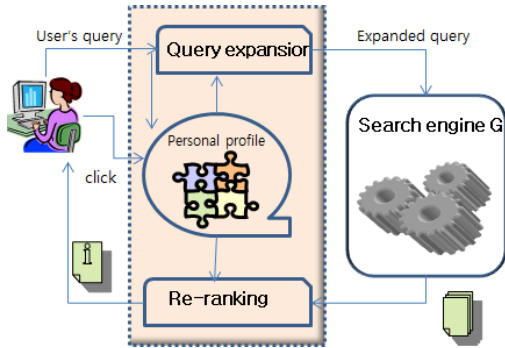 User's query
Query expansion
Expanded query
Search engine G
Personal profile
click
i
Re-ranking